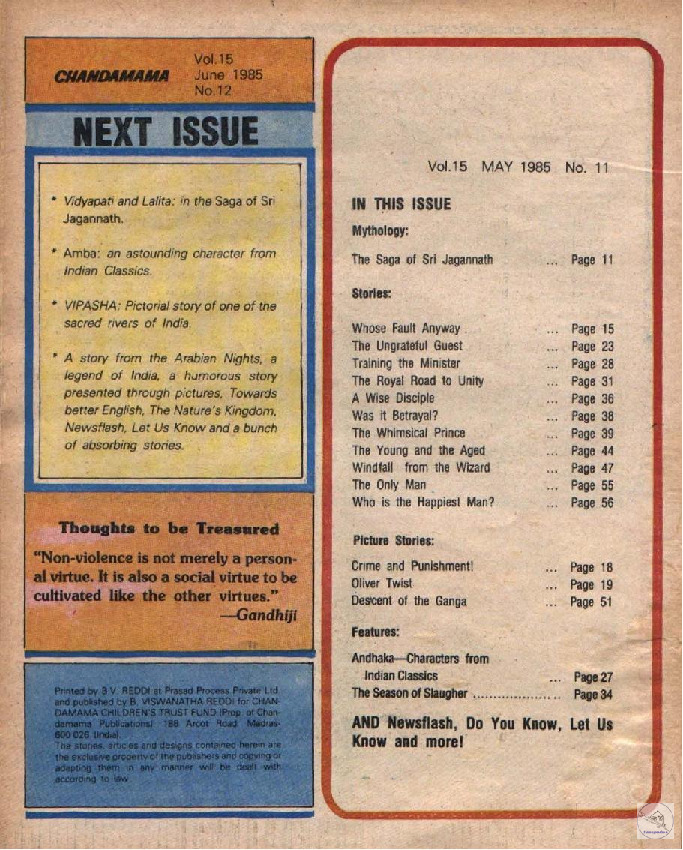 CHANDAMAMA
Vol.15
June 1985
No.12
NEXT ISSUE
* Vidyapati and Lalita: in the Saga of Sri
Jagannath.
* Amba: an astounding character from
Indian Classics.
* VIPASHA: Pictorial story of one of the
sacred rivers of India.
* A story from the Arabian Nights, a
legend of India, a humorous story
presented through pictures, Towards
better English, The Nature's Kingdom,
Newsflash, Let Us Know and a bunch
of absorbing stories.
Thoughts to be Treasured
"Non-violence is not merely a person-
al virtue. It is also a social virtue to be
cultivated like the other virtues."
—Gandhiji
Printed by B.V. REDDI at Prasad Process Private Ltd.
and published by B. VISWANATHA REDDI for CHAN-
DAMAMA CHILDREN'S TRUST FUND (Prop. of Chan-
damama Publications) 188 Arcot Road Madras-
600 026 (India).
The stories, articles and designs contained herein are
the exclusive property of the publishers and copying or
adapting them in any manner will be dealt with
according to law.
Vol.15 MAY 1985 No. 11
IN THIS ISSUE
Mythology:
The Saga of Sri Jagannath ... Page 11
Stories:
Whose Fault Anyway ... Page 15
The Ungrateful Guest ... Page 23
Training the Minister ... Page 28
The Royal Road to Unity ... Page 31
A Wise Disciple ... Page 36
Was it Betrayal? ... Page 38
The Whimsical Prince ... Page 39
The Young and the Aged ... Page 44
Windfall from the Wizard ... Page 47
The Only Man ... Page 55
Who is the Happiest Man? ... Page 56
Picture Stories:
Crime and Punishment! ... Page 18
Oliver Twist ... Page 19
Descent of the Ganga ... Page 51
Features:
Andhaka—Characters from
Indian Classics ... Page 27
The Season of Slaugher ..................... Page 34
AND Newsflash, Do You Know, Let Us
Know and more!